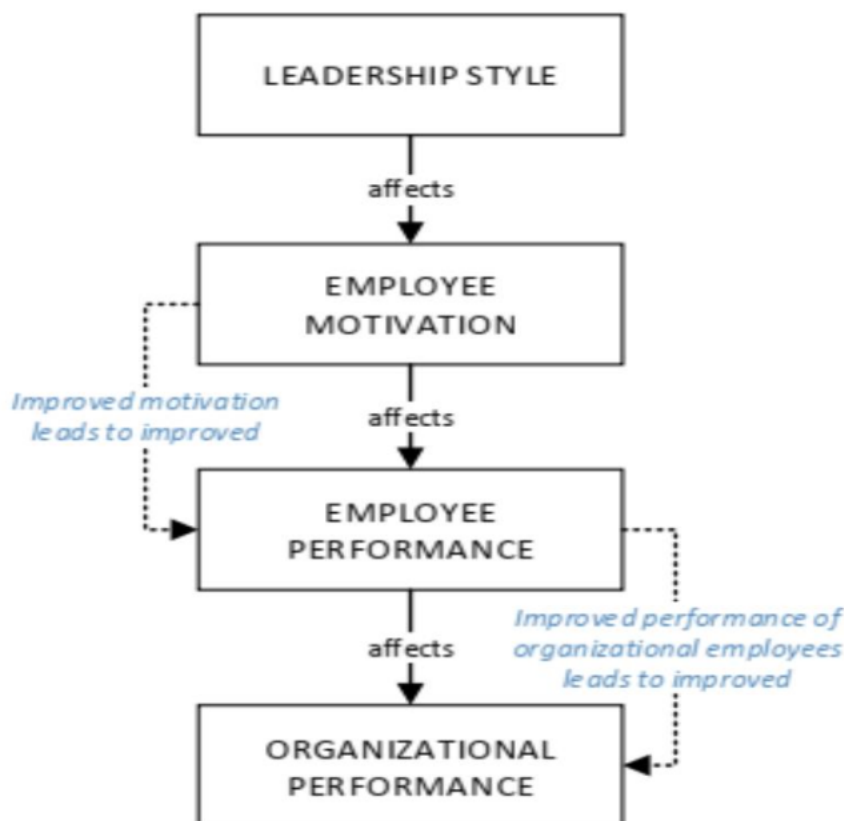 LEADERSHIP STYLE
affects
EMPLOYEE
MOTIVATION
Improved motivation
leads to improved
affects
EMPLOYEE
PERFORMANCE
Improved performance of
organizational employees
leads to improved
affects
ORGANIZATIONAL
PERFORMANCE